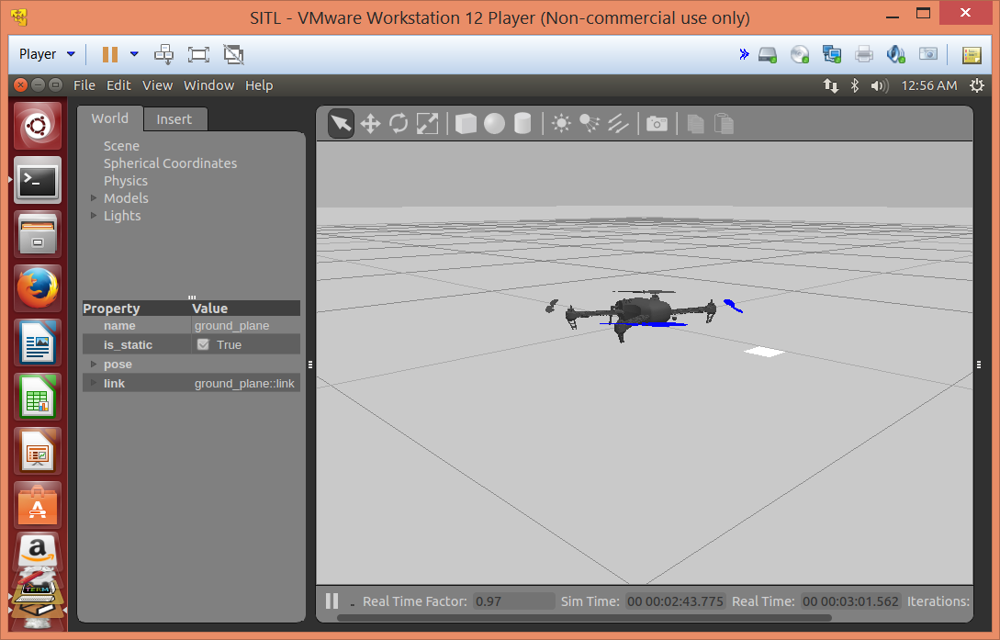 SITL - VMware Workstation 12 Player (Non-commercial use only)
Player
File Edit View Window Help
12:56 AM
World Insert
Scene
Spherical Coordinates
Physics
Models
Lights
Property Value
name ground_plane
is_static True
pose
link ground_plane::link
>_
A
a
TERM
Real Time Factor: 0.97 Sim Time: 00 00:02:43.775 Real Time: 00 00:03:01.562 Iterations: